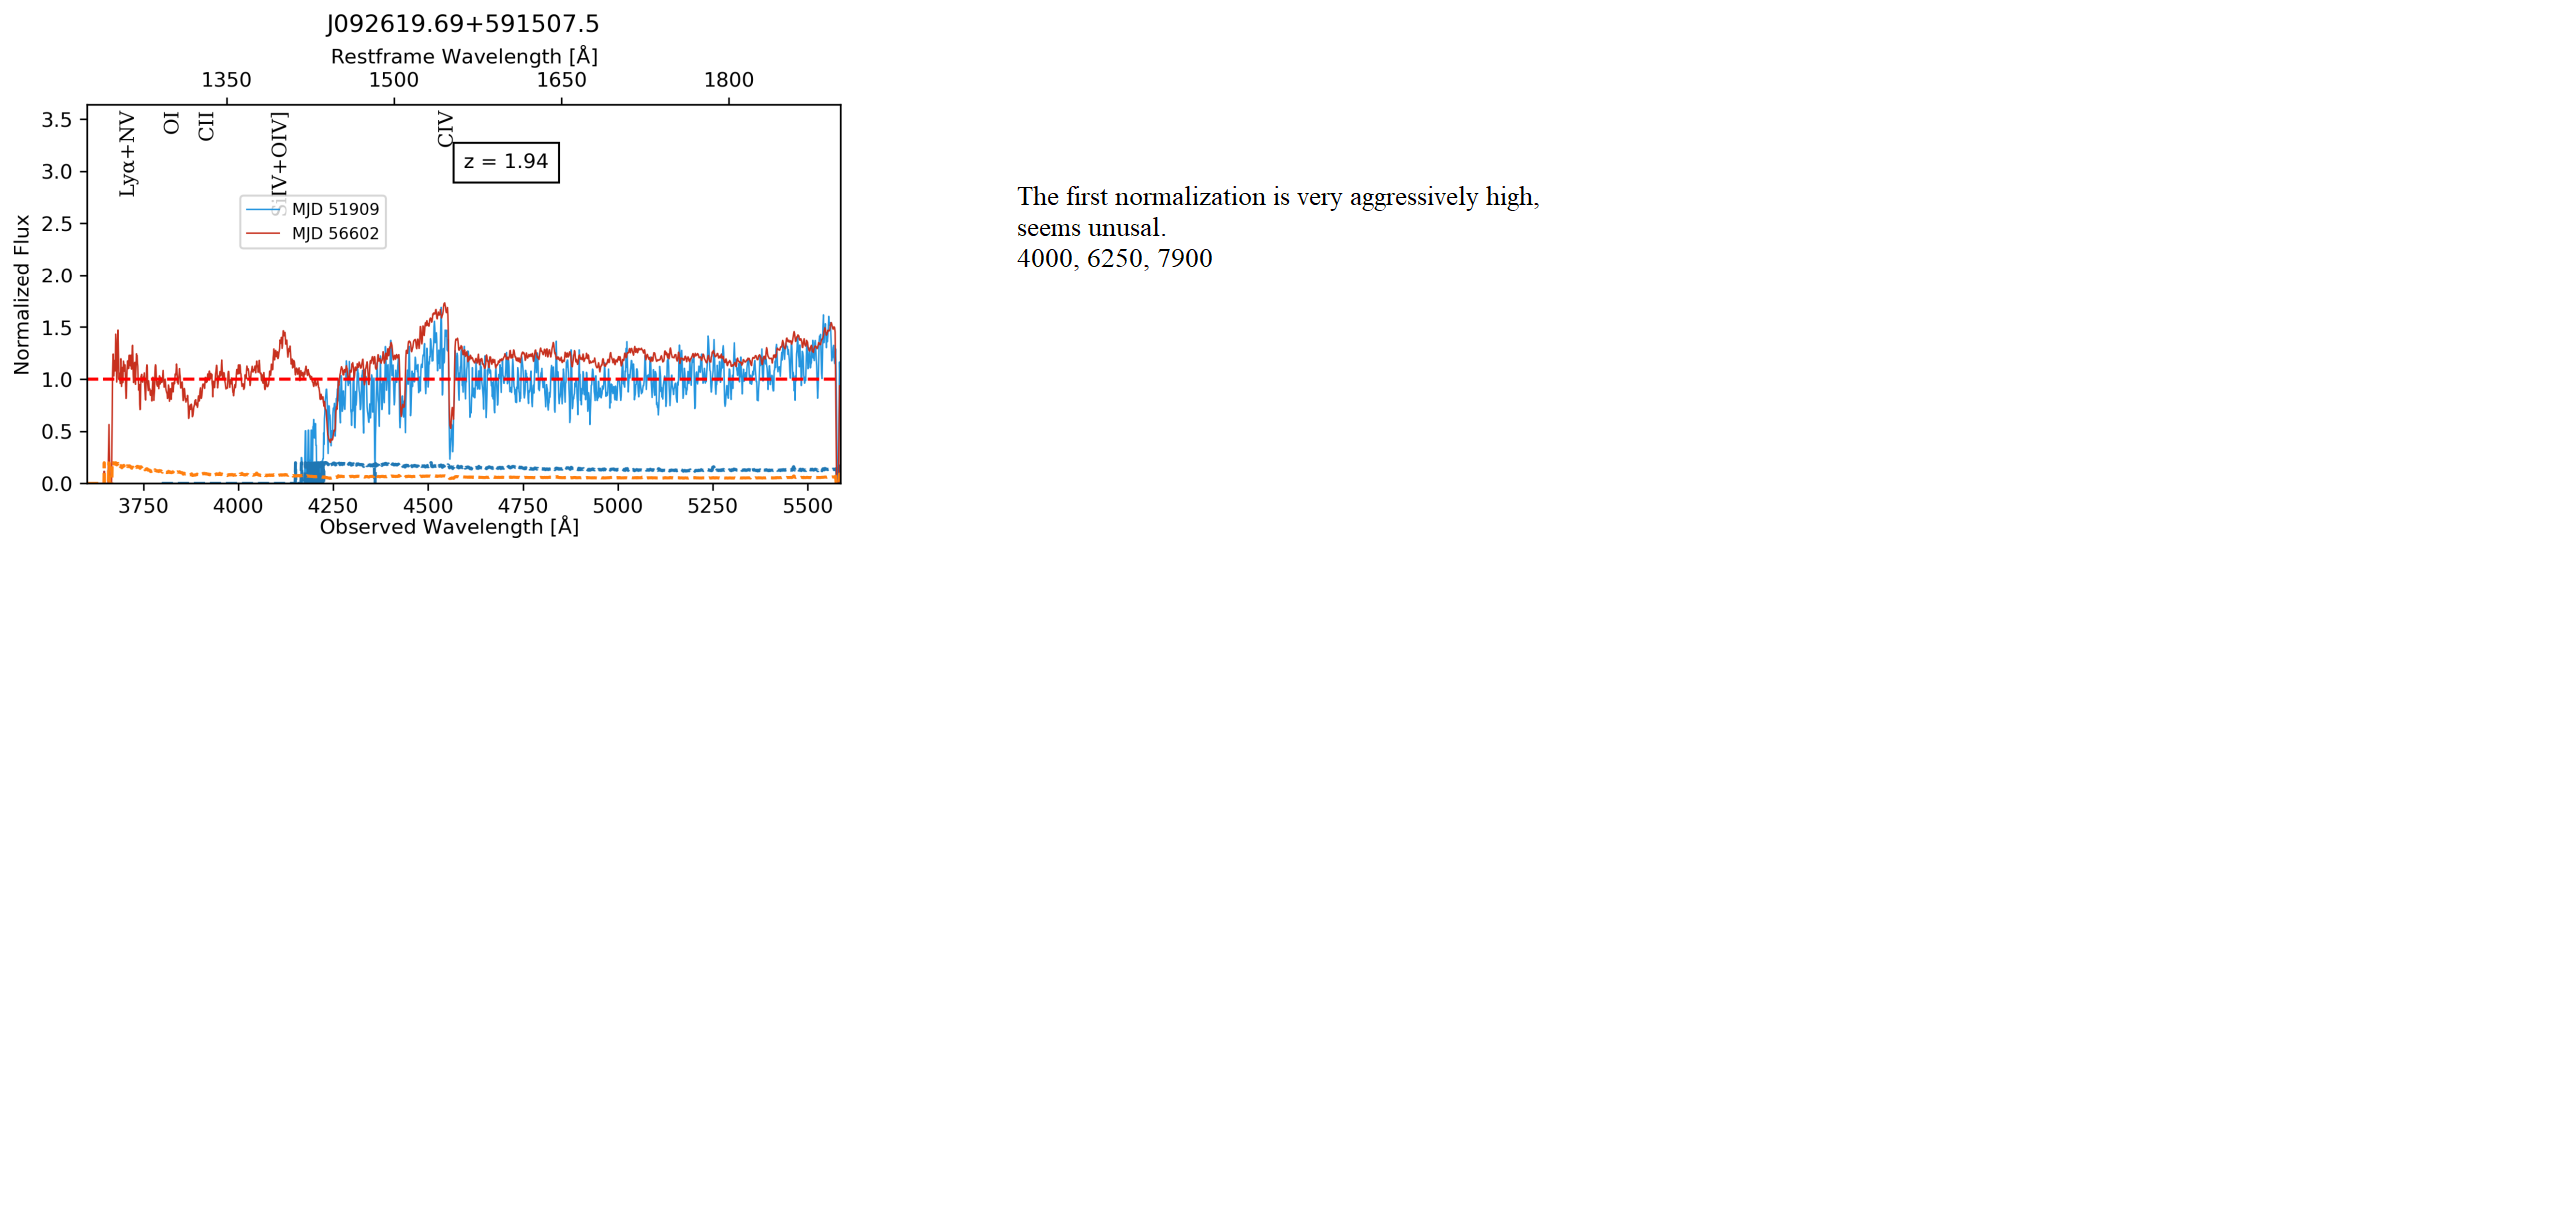 J092619.69+591507.5
Restframe Wavelength [Å]
1350 1500 1650 1800
3.5
3.0
2.5
2.0
1.5
1.0
0.5
0.0
Normalized Flux
Lyα+NV
OI
CII
SiIV+OIV]
CIV
z = 1.94
MJD 51909
MJD 56602
3750 4000 4250 4500 4750 5000 5250 5500
Observed Wavelength [Å]
The first normalization is very aggressively high,
seems unusal.
4000, 6250, 7900